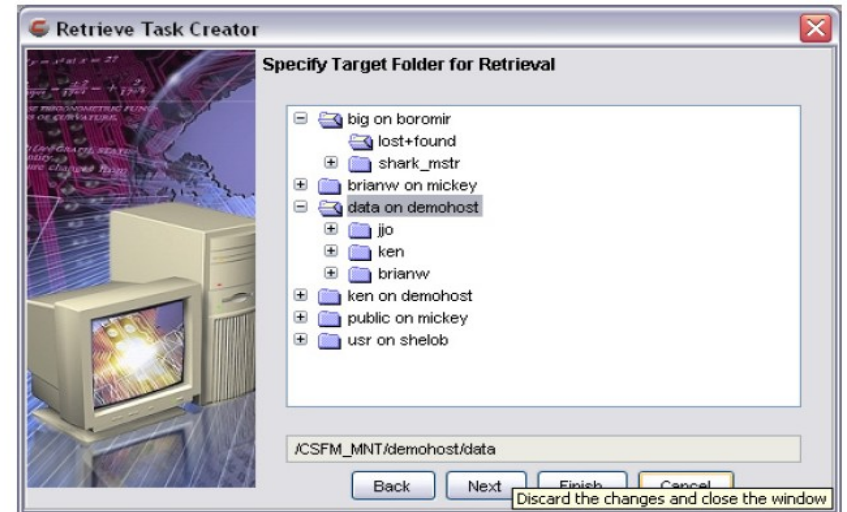 Retrieve Task Creator
Specify Target Folder for Retrieval
big on boromir
lost+found
shark_mstr
brianw on mickey
data on demohost
jjo
ken
brianw
ken on demohost
public on mickey
usr on shelob
/CSFM_MNT/demohost/data
Back Next Finish Cancel
Discard the changes and close the window